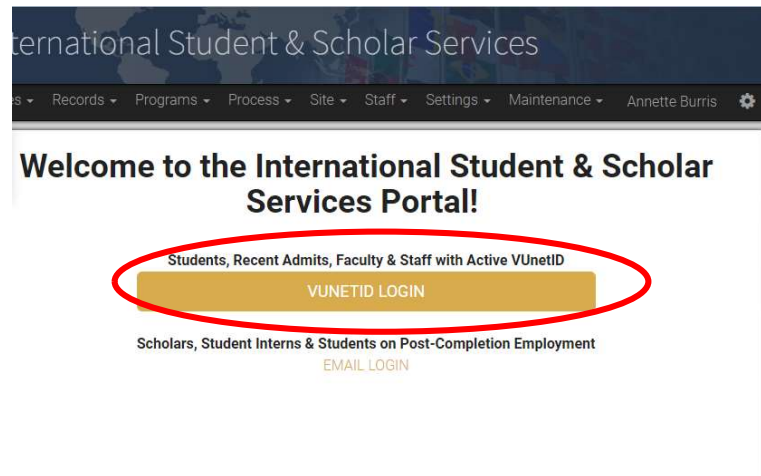 ternational Student & Scholar Services
es Records Programs Process Site Staff Settings Maintenance Annette Burris
Welcome to the International Student & Scholar
Services Portal!
Students, Recent Admits, Faculty & Staff with Active VUnetID
VUNETID LOGIN
Scholars, Student Interns & Students on Post-Completion Employment
EMAIL LOGIN